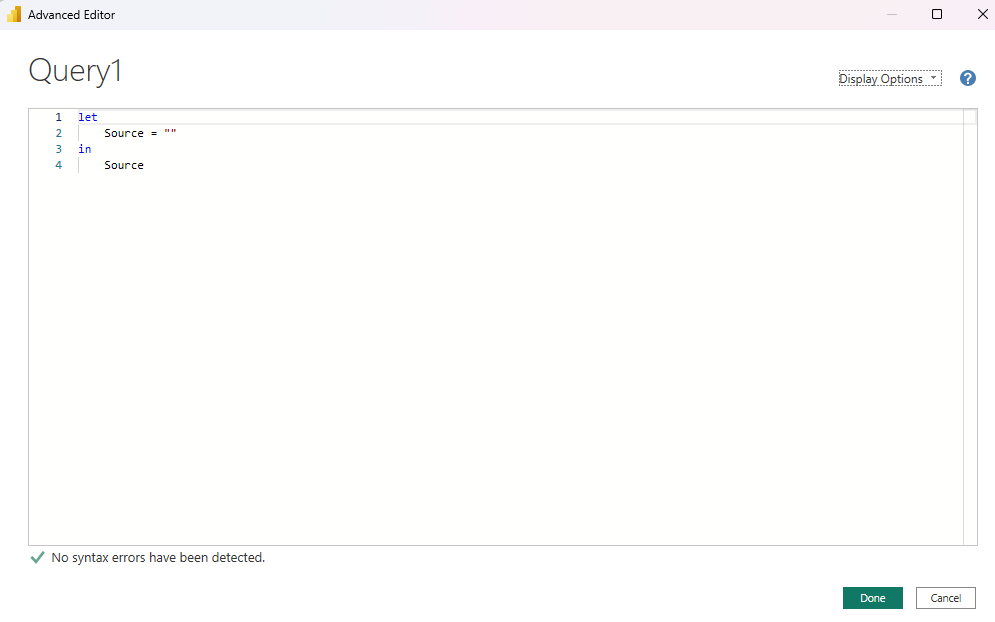 Advanced Editor
Query1
Display Options
?
1 let
2     Source = ""
3 in
4     Source
No syntax errors have been detected.
Done Cancel